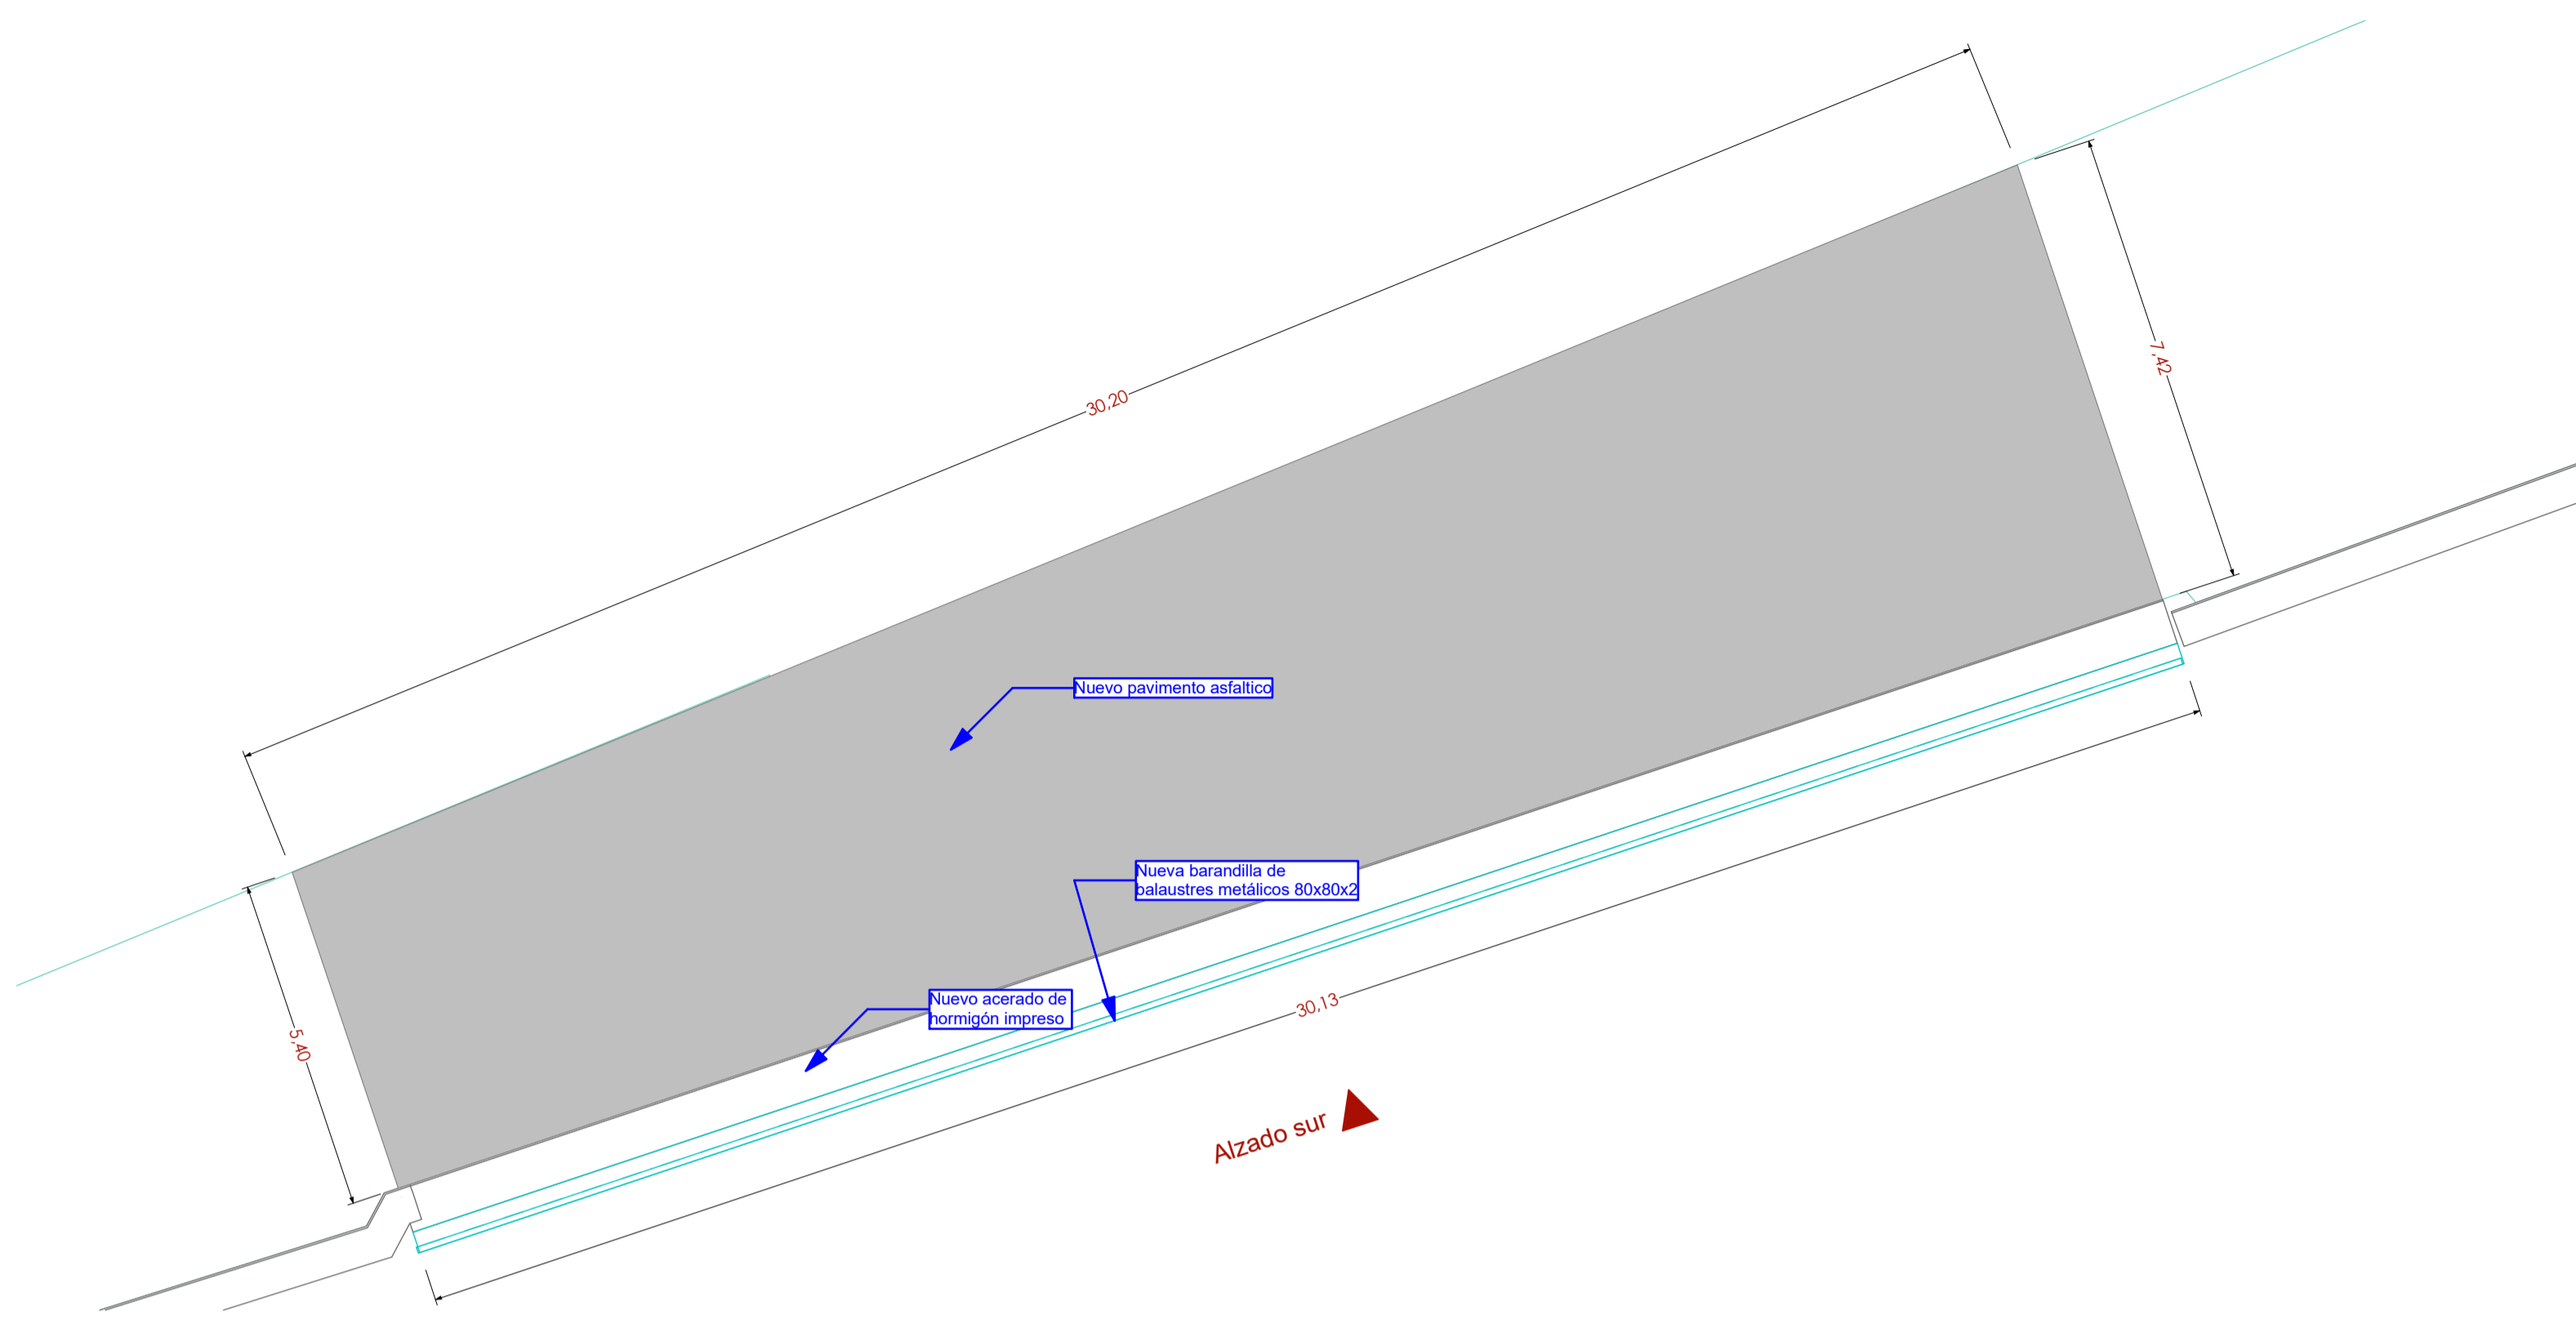 30,20
7,42
Nuevo pavimento asfaltico
Nueva barandilla de
balaustres metálicos 80x80x2
Nuevo acerado de
hormigón impreso
30,13
5,40
Alzado sur